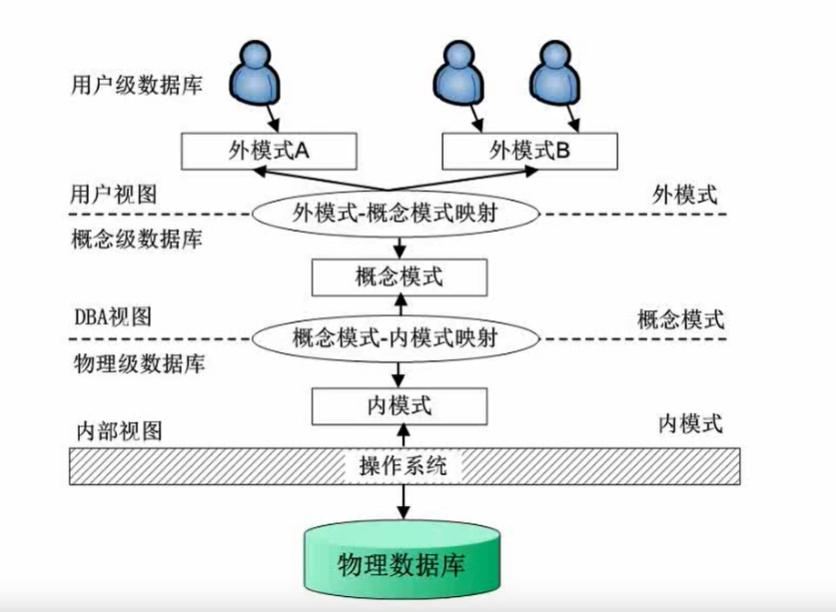 用户级数据库
外模式A
外模式B
用户视图
外模式-概念模式映射
外模式
概念级数据库
概念模式
DBA视图
概念模式-内模式映射
概念模式
物理级数据库
内模式
内部视图
内模式
操作系统
物理数据库